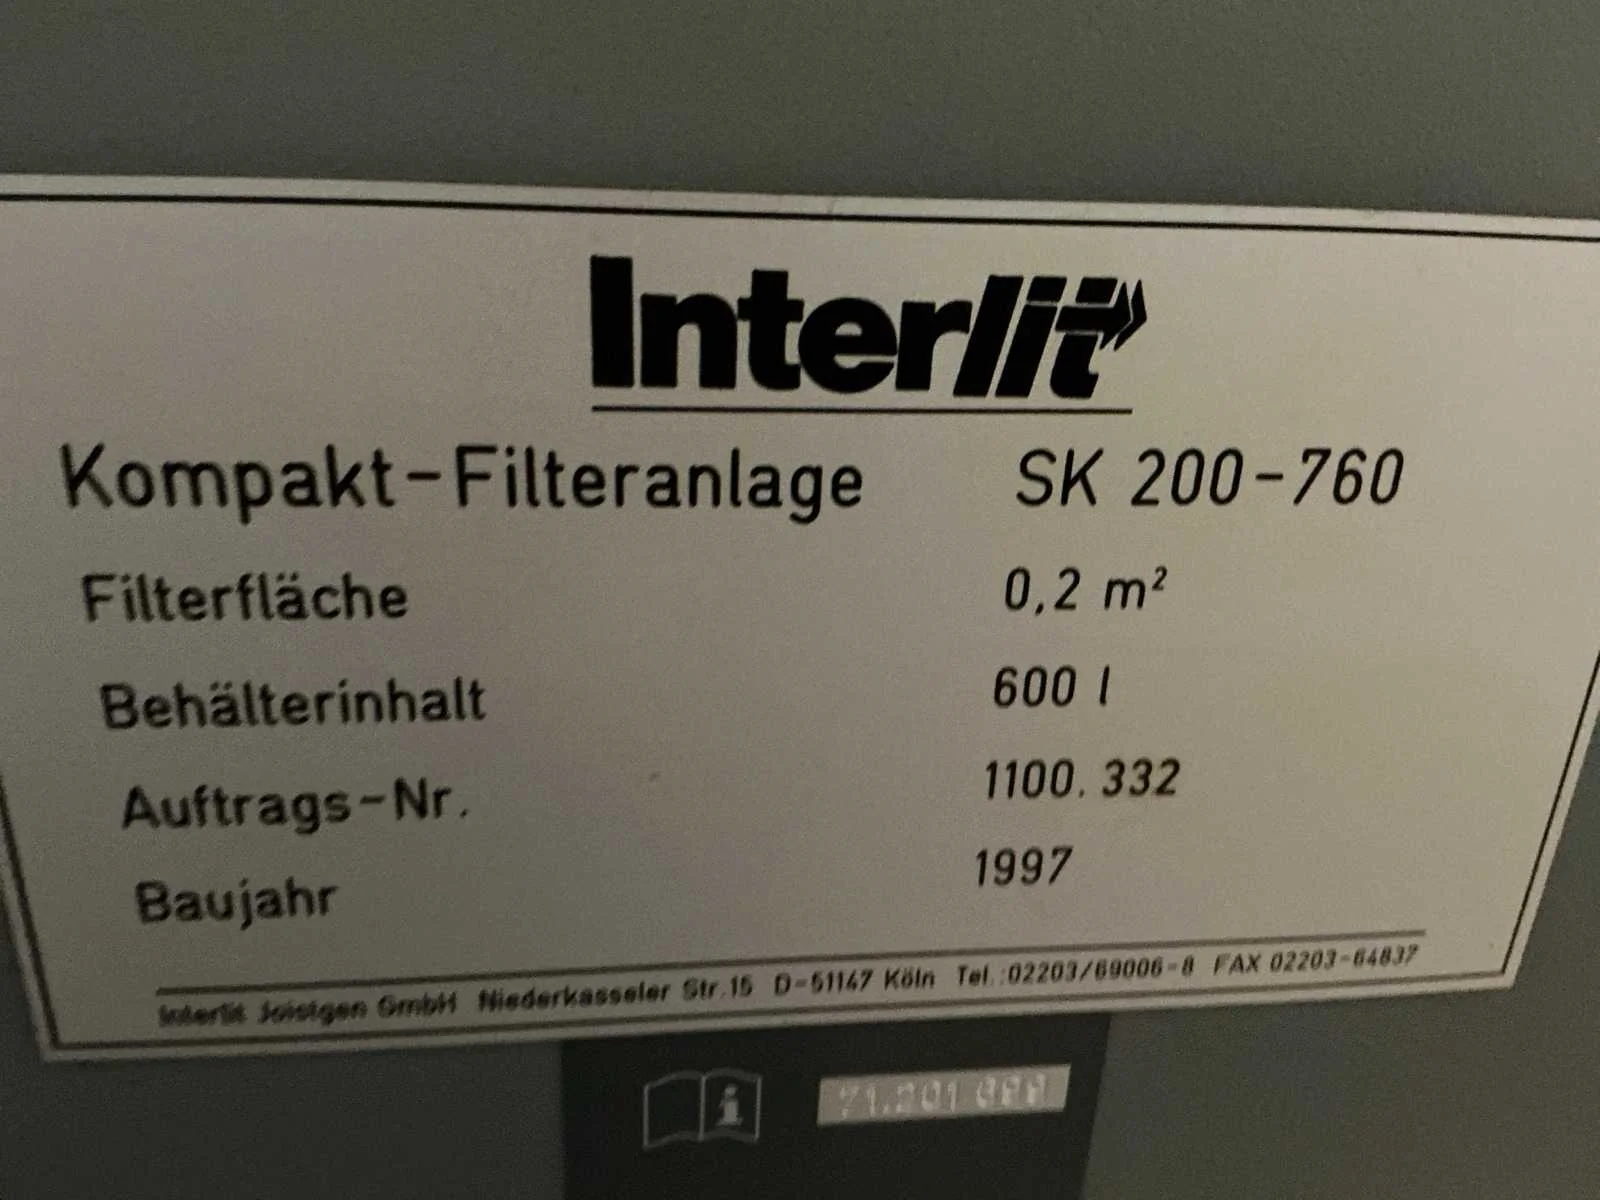 Interlit
Kompakt-Filteranlage SK 200-760
Filterfläche 0,2 m²
Behälterinhalt 600 l
Auftrags-Nr. 1100.332
Baujahr 1997
Interlit Joistgen GmbH Niederkasseler Str.15 D-51147 Köln Tel.:02203/69006-8 FAX 02203-64837